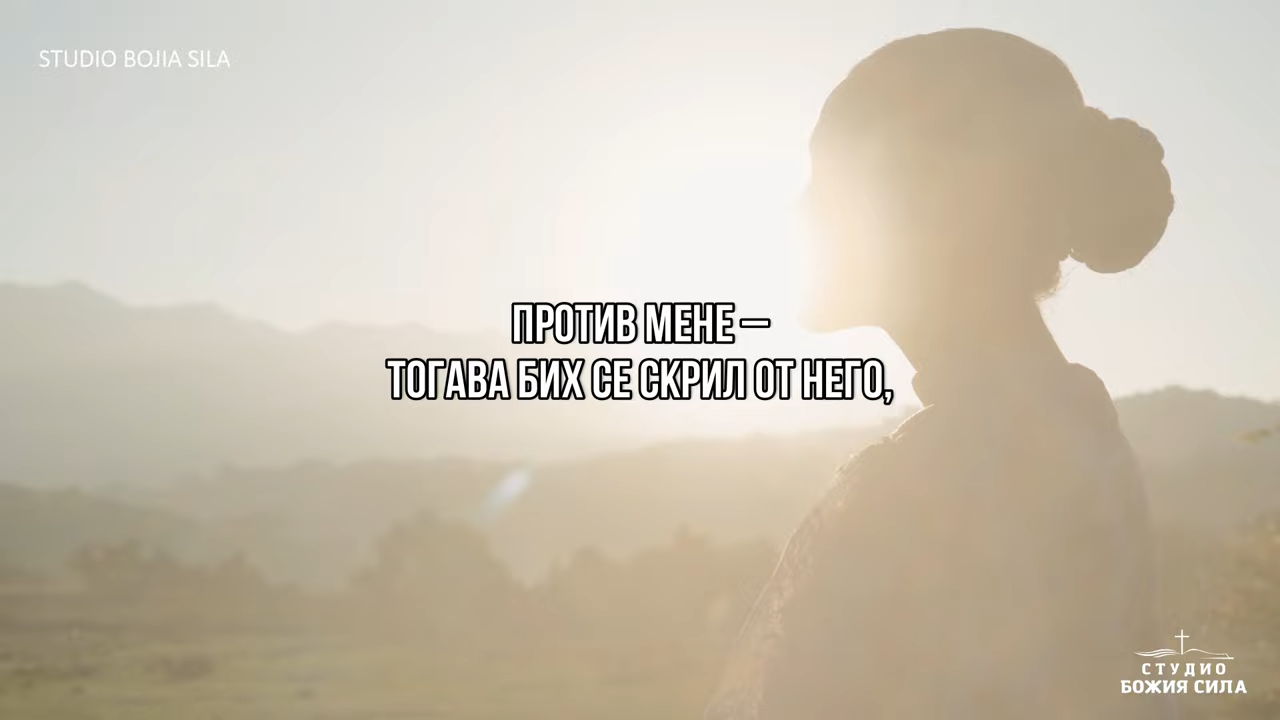 STUDIO BOJIA SILA
ПРОТИВ МЕНЕ –
ТОГАВА БИХ СЕ СКРИЛ ОТ НЕГО,
СТУДИО
БОЖИЯ СИЛА